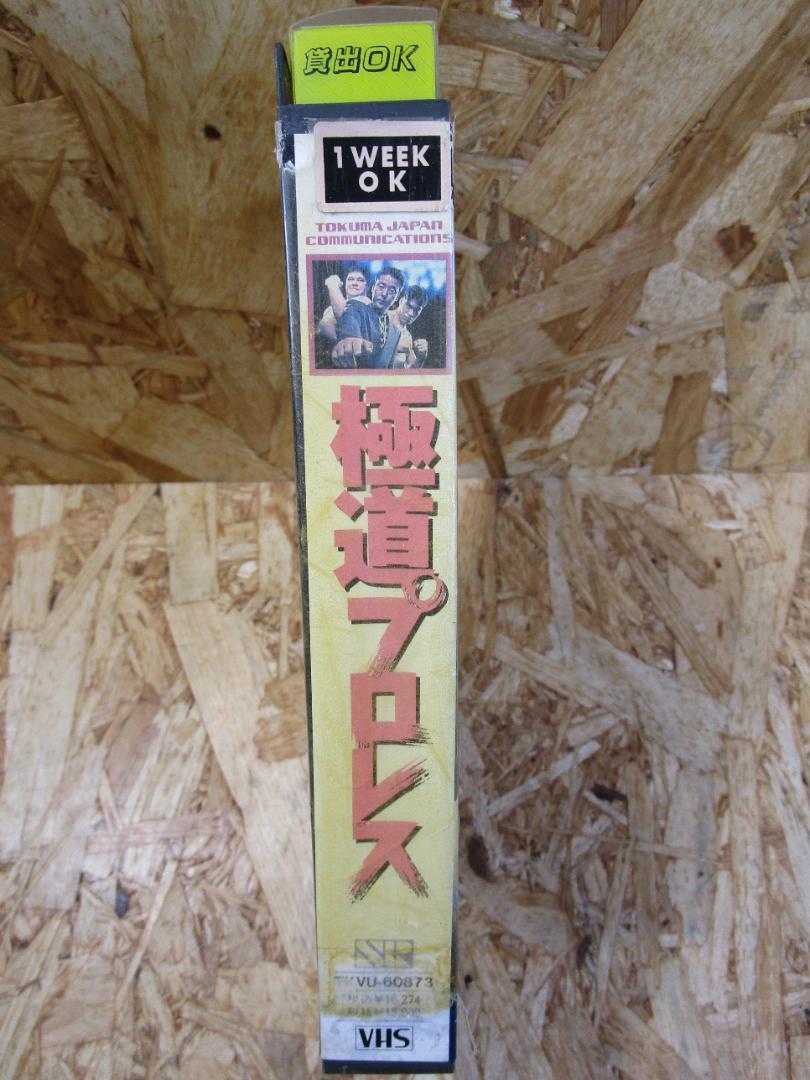 貸出OK
1 WEEK
OK
TOKUMA JAPAN
COMMUNICATIONS
極道プロレス
VU-60873
VHS